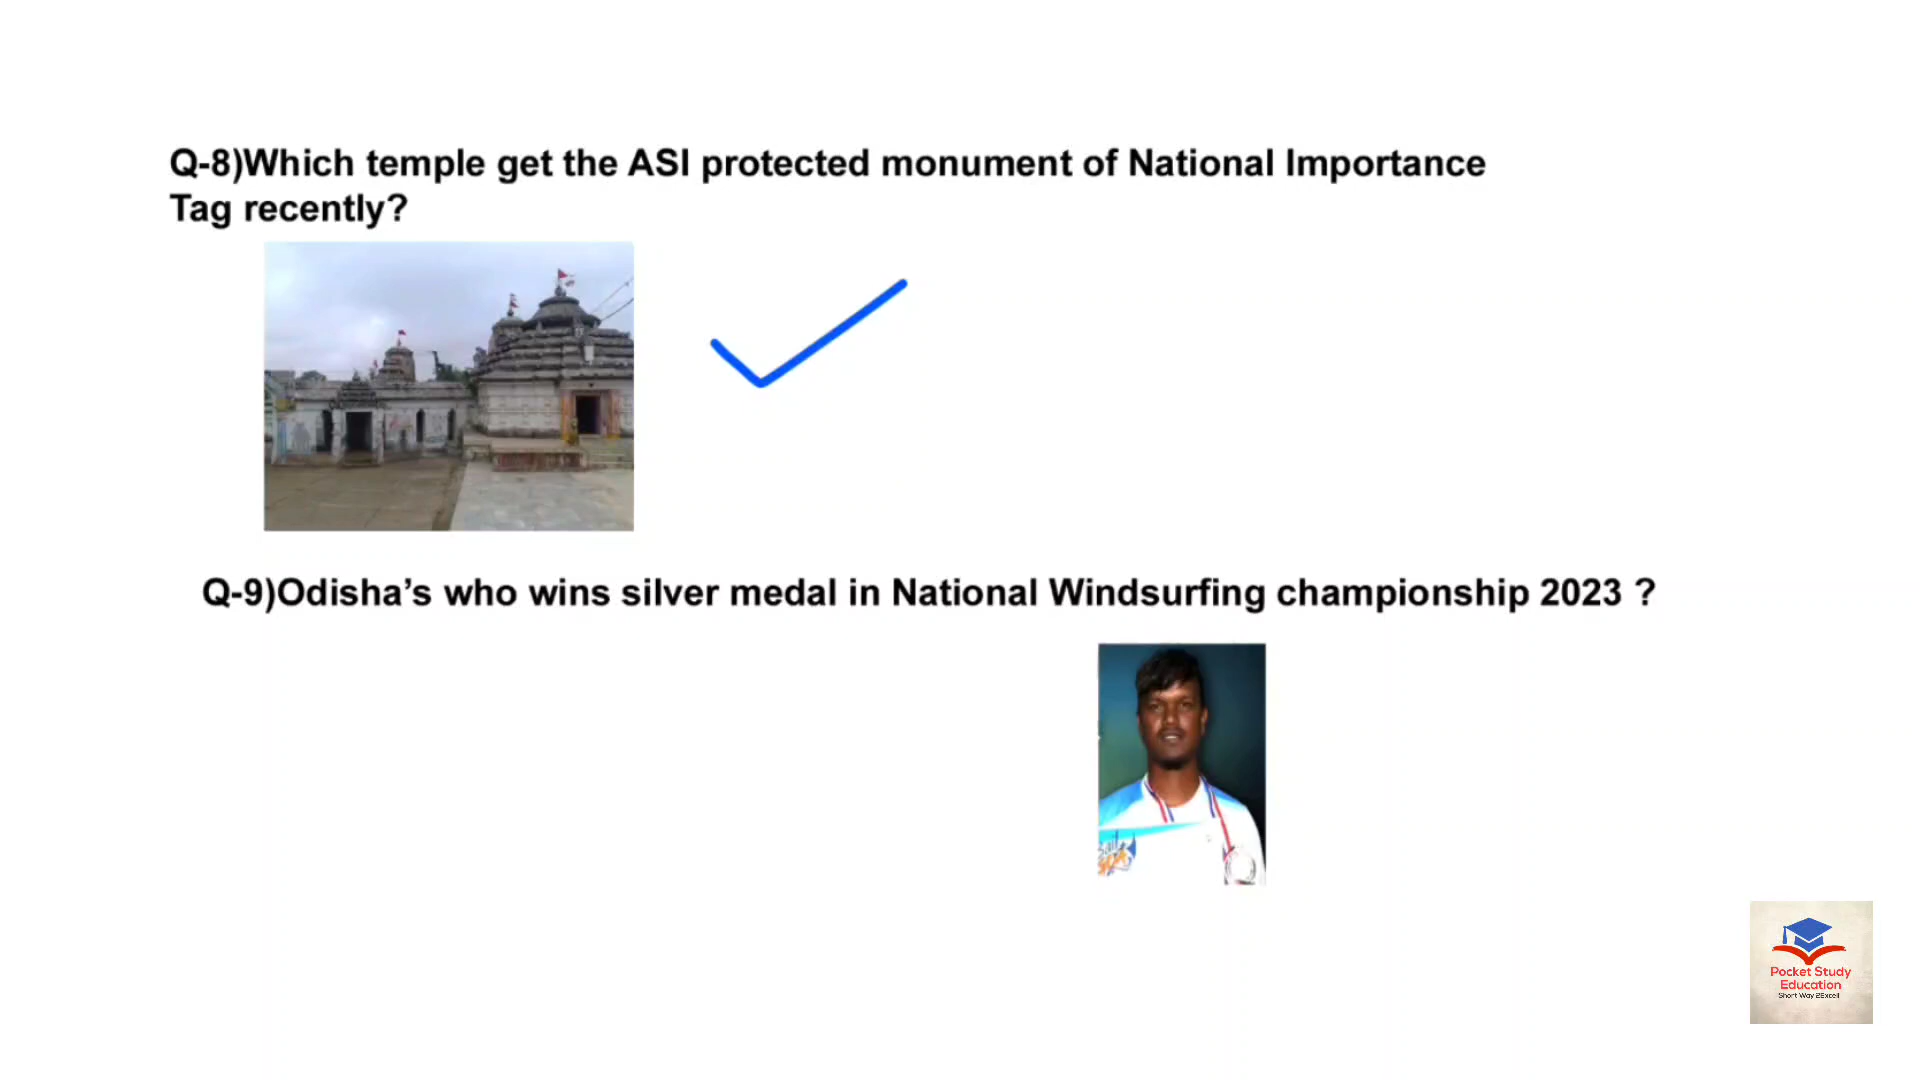 Q-8)Which temple get the ASI protected monument of National Importance
Tag recently?
Q-9)Odisha’s who wins silver medal in National Windsurfing championship 2023 ?
Pocket Study
Education
Short Way 2Excell